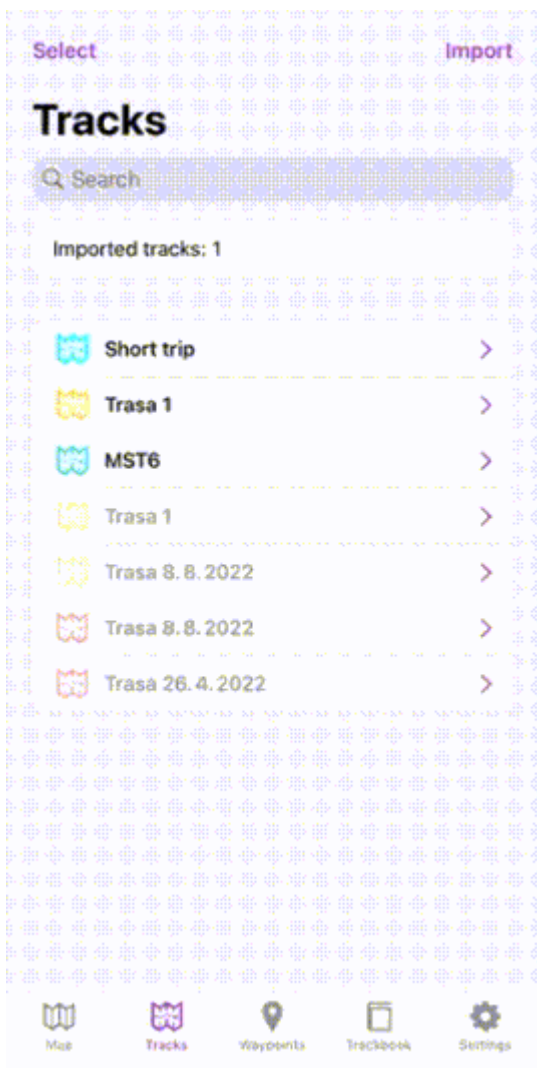 Select Import
Tracks
Search
Imported tracks: 1
Short trip
Trasa 1
MST6
Trasa 1
Trasa 8. 8. 2022
Trasa 8. 8. 2022
Trasa 26. 4. 2022
Map Tracks Waypoints Trackbook Settings